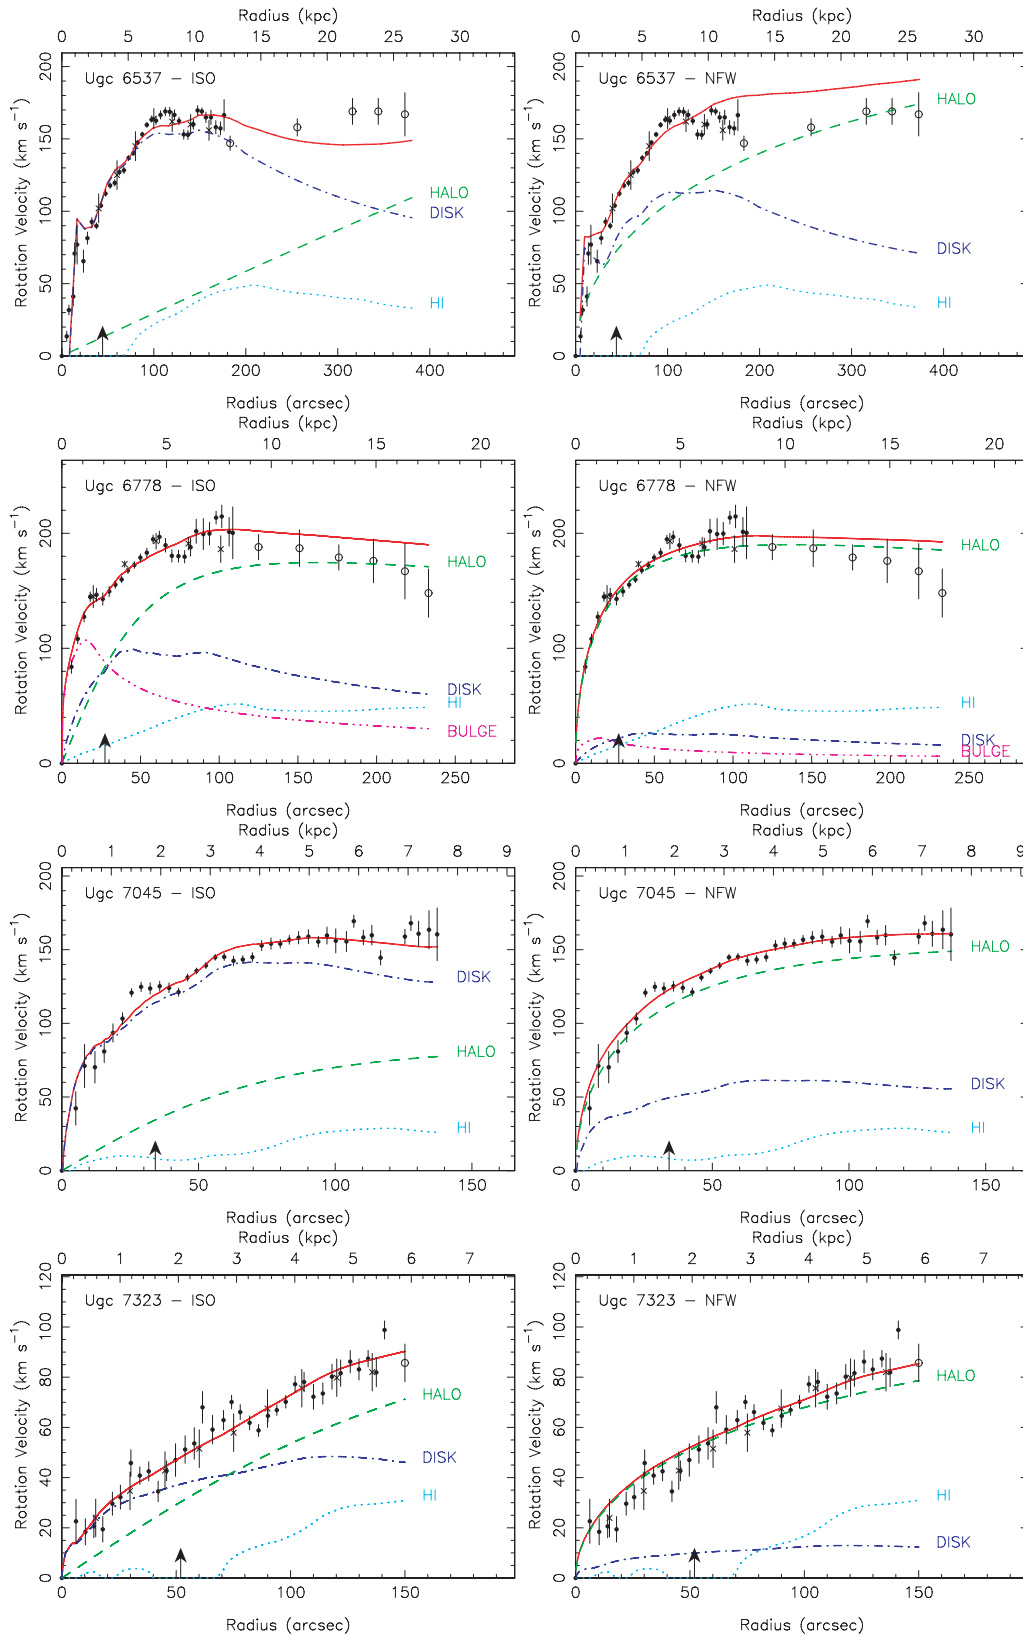 Radius (kpc) Radius (kpc)
0 5 10 15 20 25 30 0 5 10 15 20 25 30
Ugc 6537 – ISO Ugc 6537 – NFW
Rotation Velocity (km s⁻¹) Rotation Velocity (km s⁻¹)
0 50 100 150 200 0 50 100 150 200
HALO DISK HI HALO DISK HI
0 100 200 300 400 0 100 200 300 400
Radius (arcsec) Radius (arcsec)
Radius (kpc) Radius (kpc)
0 5 10 15 20 0 5 10 15 20
Ugc 6778 – ISO Ugc 6778 – NFW
Rotation Velocity (km s⁻¹) Rotation Velocity (km s⁻¹)
0 100 200 0 100 200
HALO DISK HI BULGE HALO HI DISK BULGE
0 50 100 150 200 250 0 50 100 150 200 250
Radius (arcsec) Radius (arcsec)
Radius (kpc) Radius (kpc)
0 1 2 3 4 5 6 7 8 9 0 1 2 3 4 5 6 7 8 9
Ugc 7045 – ISO Ugc 7045 – NFW
Rotation Velocity (km s⁻¹) Rotation Velocity (km s⁻¹)
0 50 100 150 200 0 50 100 150 200
DISK HALO HI HALO DISK HI
0 50 100 150 0 50 100 150
Radius (arcsec) Radius (arcsec)
Radius (kpc) Radius (kpc)
0 1 2 3 4 5 6 7 0 1 2 3 4 5 6 7
Ugc 7323 – ISO Ugc 7323 – NFW
Rotation Velocity (km s⁻¹) Rotation Velocity (km s⁻¹)
0 20 40 60 80 100 120 0 20 40 60 80 100 120
HALO DISK HI HALO HI DISK
0 50 100 150 0 50 100 150
Radius (arcsec) Radius (arcsec)